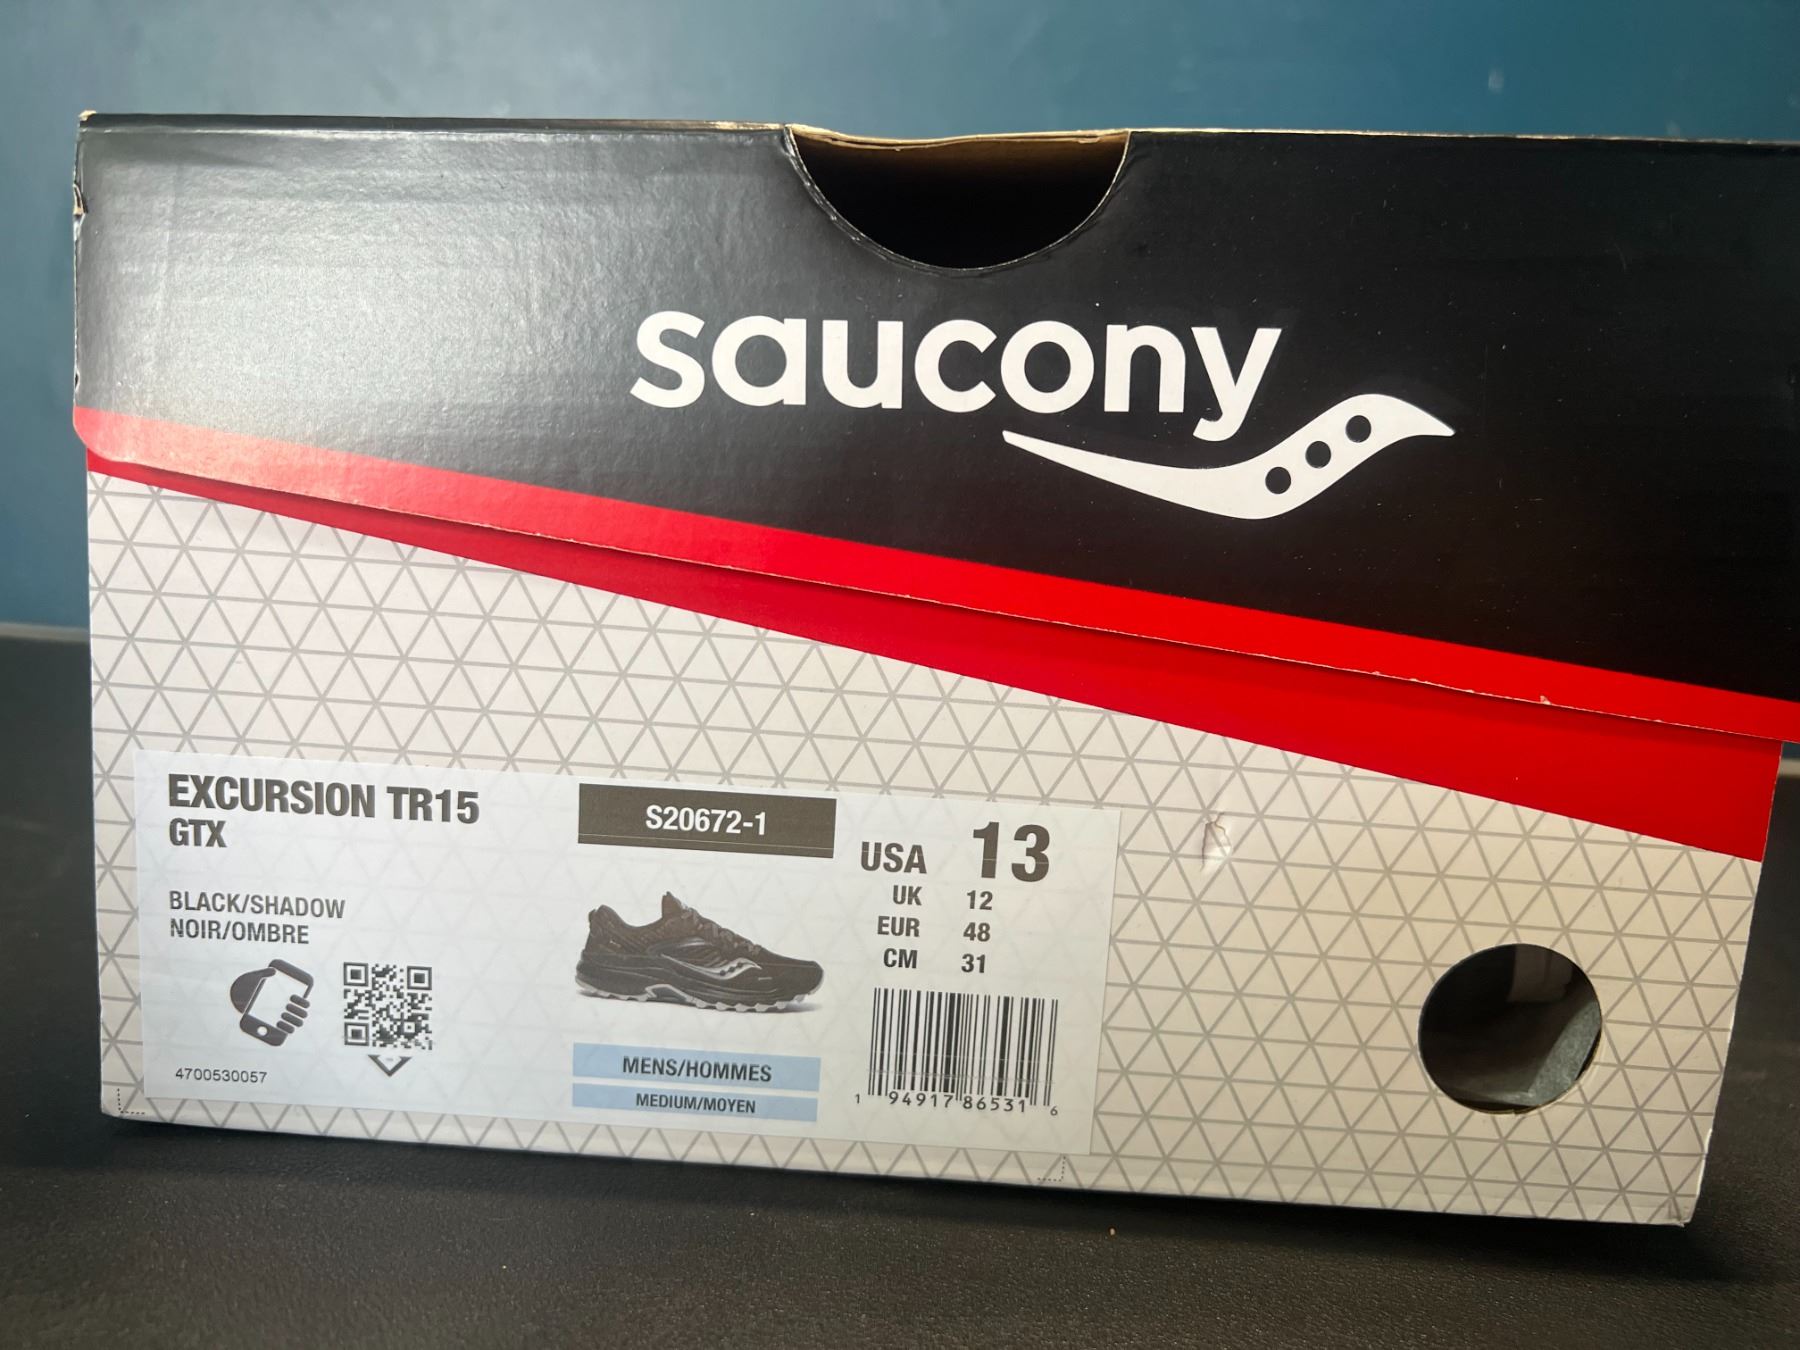 saucony
EXCURSION TR15
GTX
BLACK/SHADOW
NOIR/OMBRE
4700530057
S20672-1
MENS/HOMMES
MEDIUM/MOYEN
USA 13
UK 12
EUR 48
CM 31
1 94917 86531 6